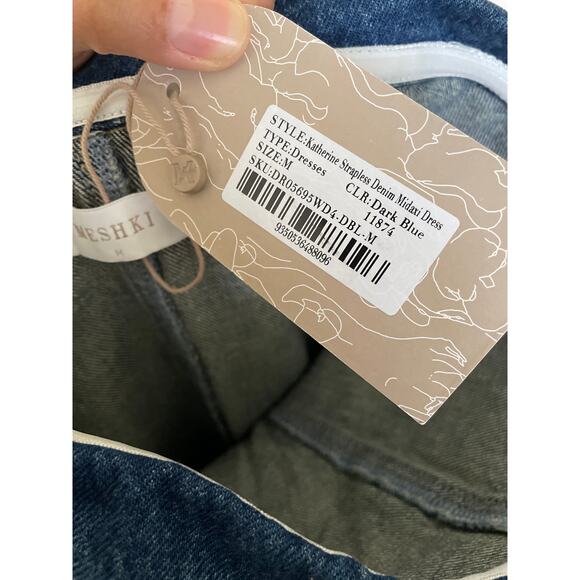 STYLE:Katherine Strapless Denim Midaxi Dress
TYPE:Dresses
CLR:Dark Blue
SIZE:M
11874
SKU:DR05695WD4-DBL-M
9350536488096
M
MESHKI
M